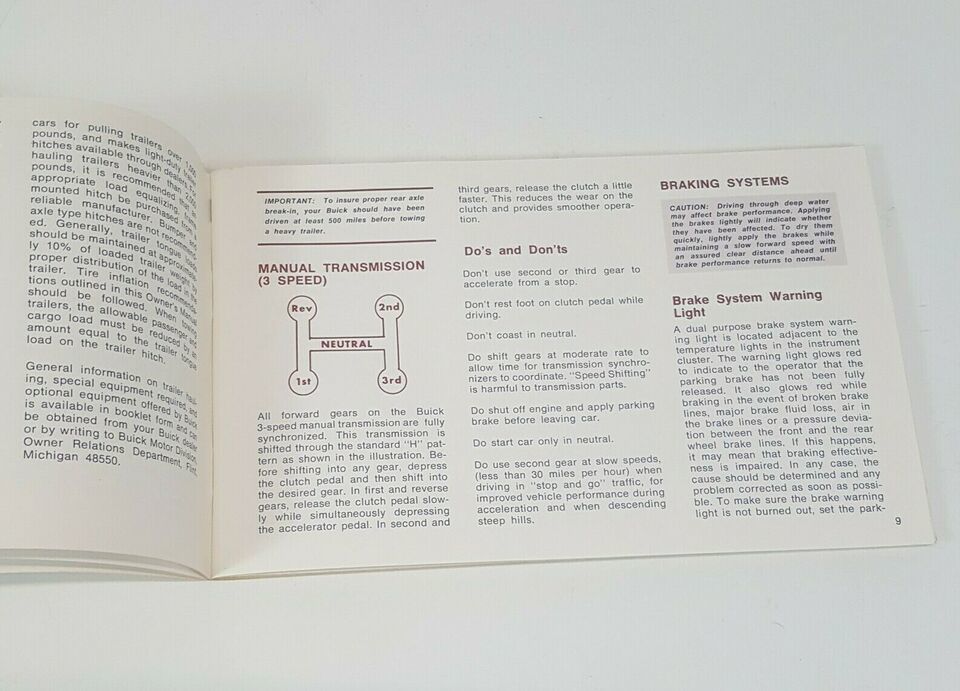 cars for pulling trailers over 1,000
pounds, and makes light-duty trailer
hitches available through dealers. For
hauling trailers heavier than 2,000
pounds, it is recommended that an
appropriate load equalizing,
mounted hitch be purchased from a
reliable manufacturer. Bumper and
axle type hitches are not recommend-
ed. Generally, trailer tongue load
should be maintained at approximate-
ly 10% of loaded trailer weight, by
proper distribution of the load in the
trailer. Tire inflation recommenda-
tions outlined in this Owner's Manual
should be followed. When towing
trailers, the allowable passenger and
cargo load must be reduced by an
amount equal to the trailer tongue
load on the trailer hitch.
General information on trailer haul-
ing, special equipment required, and
optional equipment offered by Buick
is available in booklet form and can
be obtained from your Buick dealer
or by writing to Buick Motor Division
Owner Relations Department, Flint,
Michigan 48550.
IMPORTANT: To insure proper rear axle
break-in, your Buick should have been
driven at least 500 miles before towing
a heavy trailer.
MANUAL TRANSMISSION
(3 SPEED)
Rev 2nd
NEUTRAL
1st 3rd
All forward gears on the Buick
3-speed manual transmission are fully
synchronized. This transmission is
shifted through the standard "H" pat-
tern as shown in the illustration. Be-
fore shifting into any gear, depress
the clutch pedal and then shift into
the desired gear. In first and reverse
gears, release the clutch pedal slow-
ly while simultaneously depressing
the accelerator pedal. In second and
third gears, release the clutch a little
faster. This reduces the wear on the
clutch and provides smoother opera-
tion.
Do's and Don'ts
Don't use second or third gear to
accelerate from a stop.
Don't rest foot on clutch pedal while
driving.
Don't coast in neutral.
Do shift gears at moderate rate to
allow time for transmission synchro-
nizers to coordinate. "Speed Shifting"
is harmful to transmission parts.
Do shut off engine and apply parking
brake before leaving car.
Do start car only in neutral.
Do use second gear at slow speeds,
(less than 30 miles per hour) when
driving in "stop and go" traffic, for
improved vehicle performance during
acceleration and when descending
steep hills.
BRAKING SYSTEMS
CAUTION: Driving through deep water
may affect brake performance. Applying
the brakes lightly will indicate whether
they have been affected. To dry them
quickly, lightly apply the brakes while
maintaining a slow forward speed with
an assured clear distance ahead until
brake performance returns to normal.
Brake System Warning
Light
A dual purpose brake system warn-
ing light is located adjacent to the
temperature lights in the instrument
cluster. The warning light glows red
to indicate to the operator that the
parking brake has not been fully
released. It also glows red while
braking in the event of broken brake
lines, major brake fluid loss, air in
the brake lines or a pressure devia-
tion between the front and the rear
wheel brake lines. If this happens,
it may mean that braking effective-
ness is impaired. In any case, the
cause should be determined and any
problem corrected as soon as possi-
ble. To make sure the brake warning
light is not burned out, set the park-
9